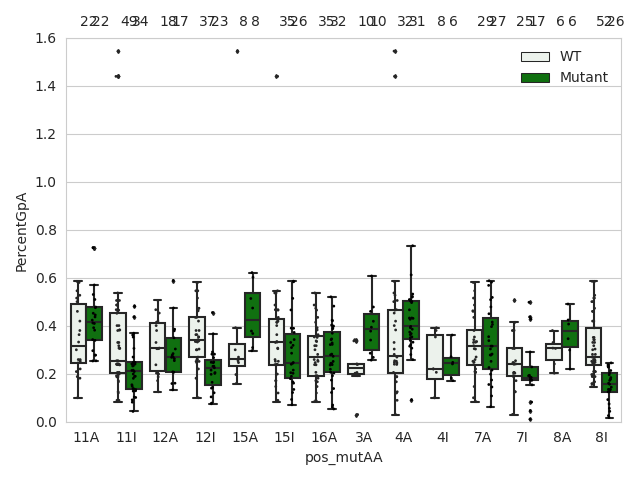 22 22 49 34 18 17 37 23 8 8 35 26 35 32 10 10 32 31 8 6 29 27 25 17 6 6 52 26
1.6
WT
Mutant
1.4
1.2
1.0
0.8
0.6
0.4
0.2
0.0
PercentGpA
11A 11I 12A 12I 15A 15I 16A 3A 4A 4I 7A 7I 8A 8I
pos_mutAA